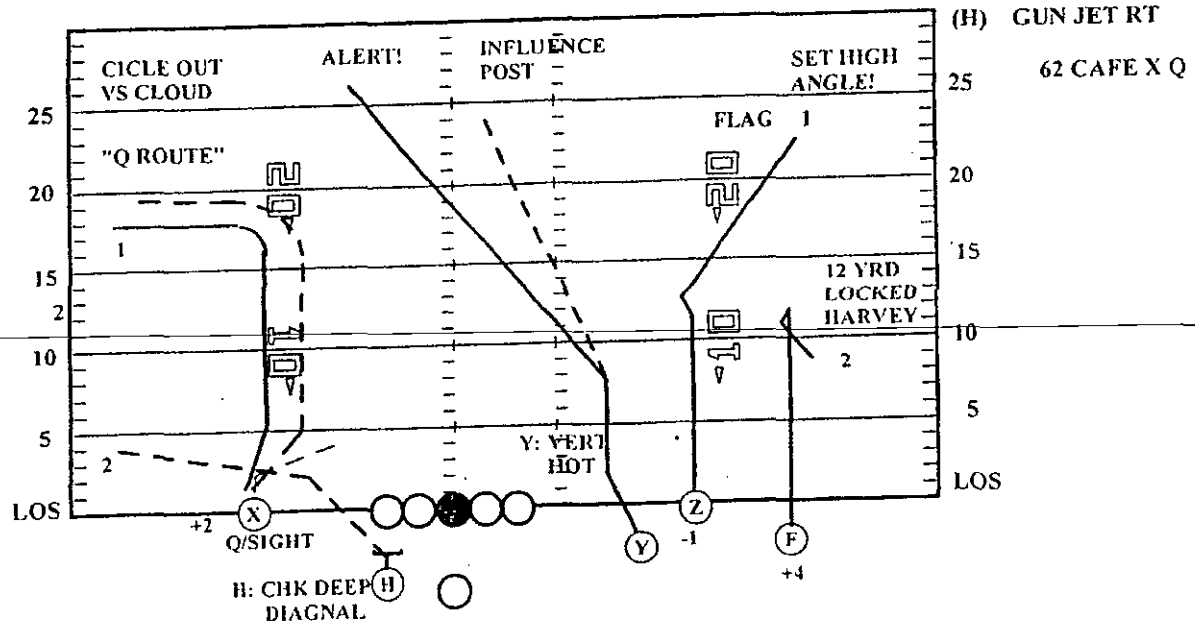 (H) GUN JET RT
62 CAFE X Q
CICLE OUT
VS CLOUD
ALERT!
INFLUENCE
POST
SET HIGH
ANGLE!
25
25
FLAG 1
"Q ROUTE"
20
20
1
15
15
2
12 YRD
LOCKED
HARVEY
10
10
2
5
5
2
Y: VERT
HOT
LOS
LOS
+2
X
Z
-1
Q/SIGHT
Y
F
+4
H: CHK DEEP
DIAGNAL
H